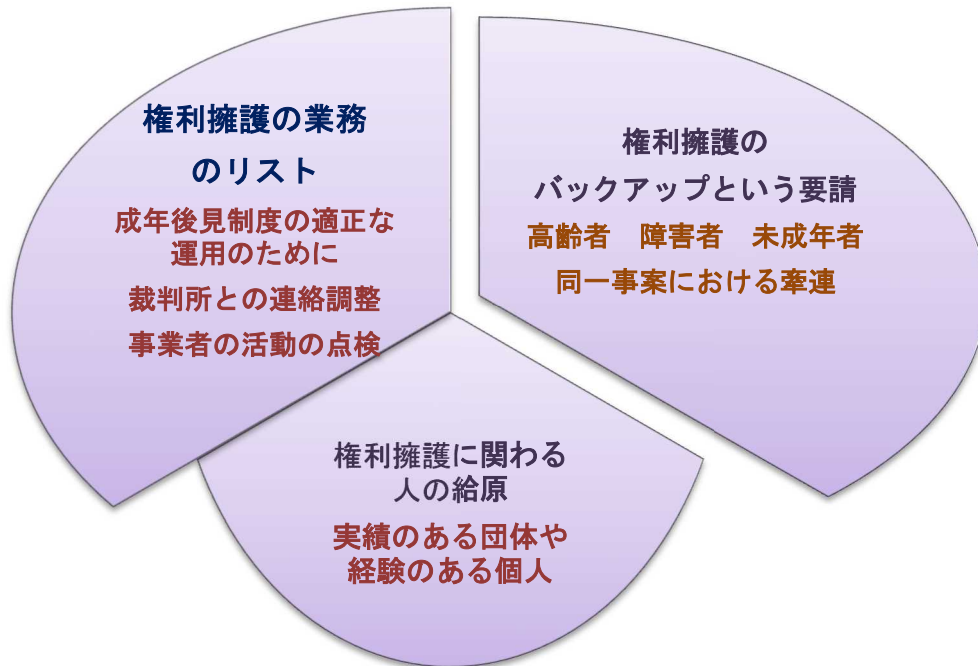 権利擁護の業務
のリスト
成年後見制度の適正な
運用のために
裁判所との連絡調整
事業者の活動の点検
権利擁護の
バックアップという要請
高齢者　障害者　未成年者
同一事案における牽連
権利擁護に関わる
人の給原
実績のある団体や
経験のある個人